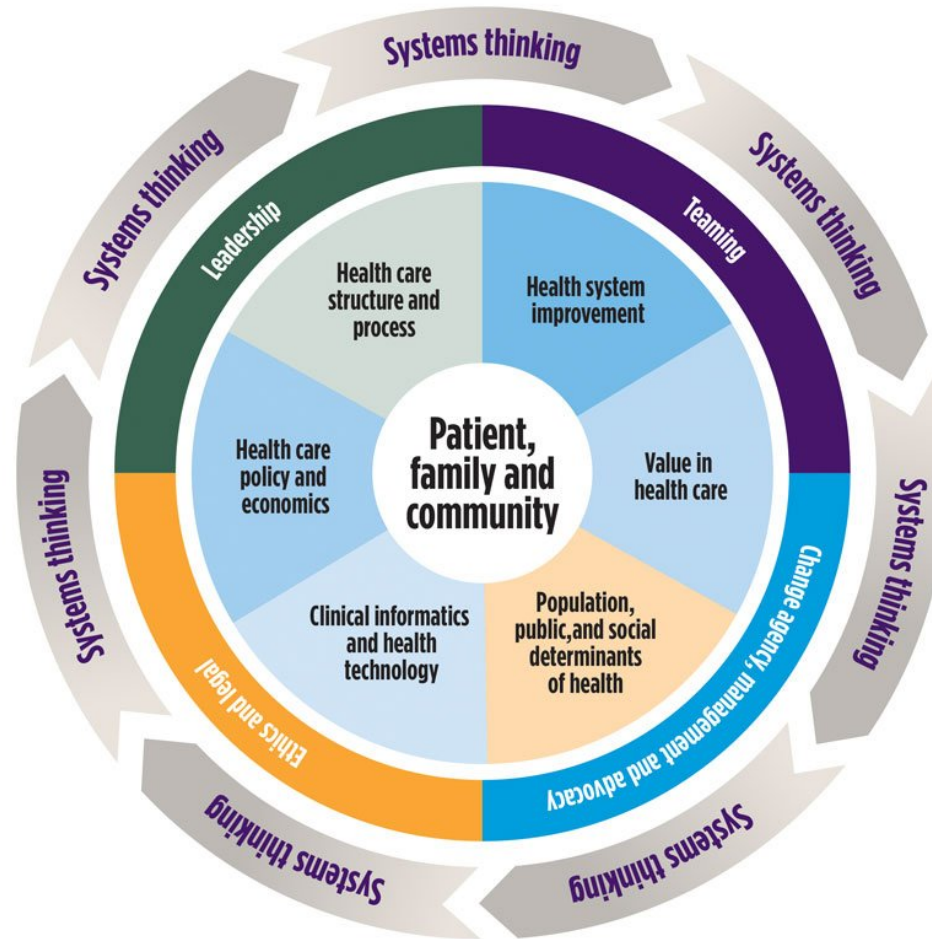 Systems thinking
Systems thinking
Systems thinking
Systems thinking
Systems thinking
Systems thinking
Systems thinking
Leadership
Teaming
Change agency, management and advocacy
Ethics and legal
Health care
structure and
process
Health system
improvement
Value in
health care
Population,
public,and social
determinants
of health
Clinical informatics
and health
technology
Health care
policy and
economics
Patient,
family and
community